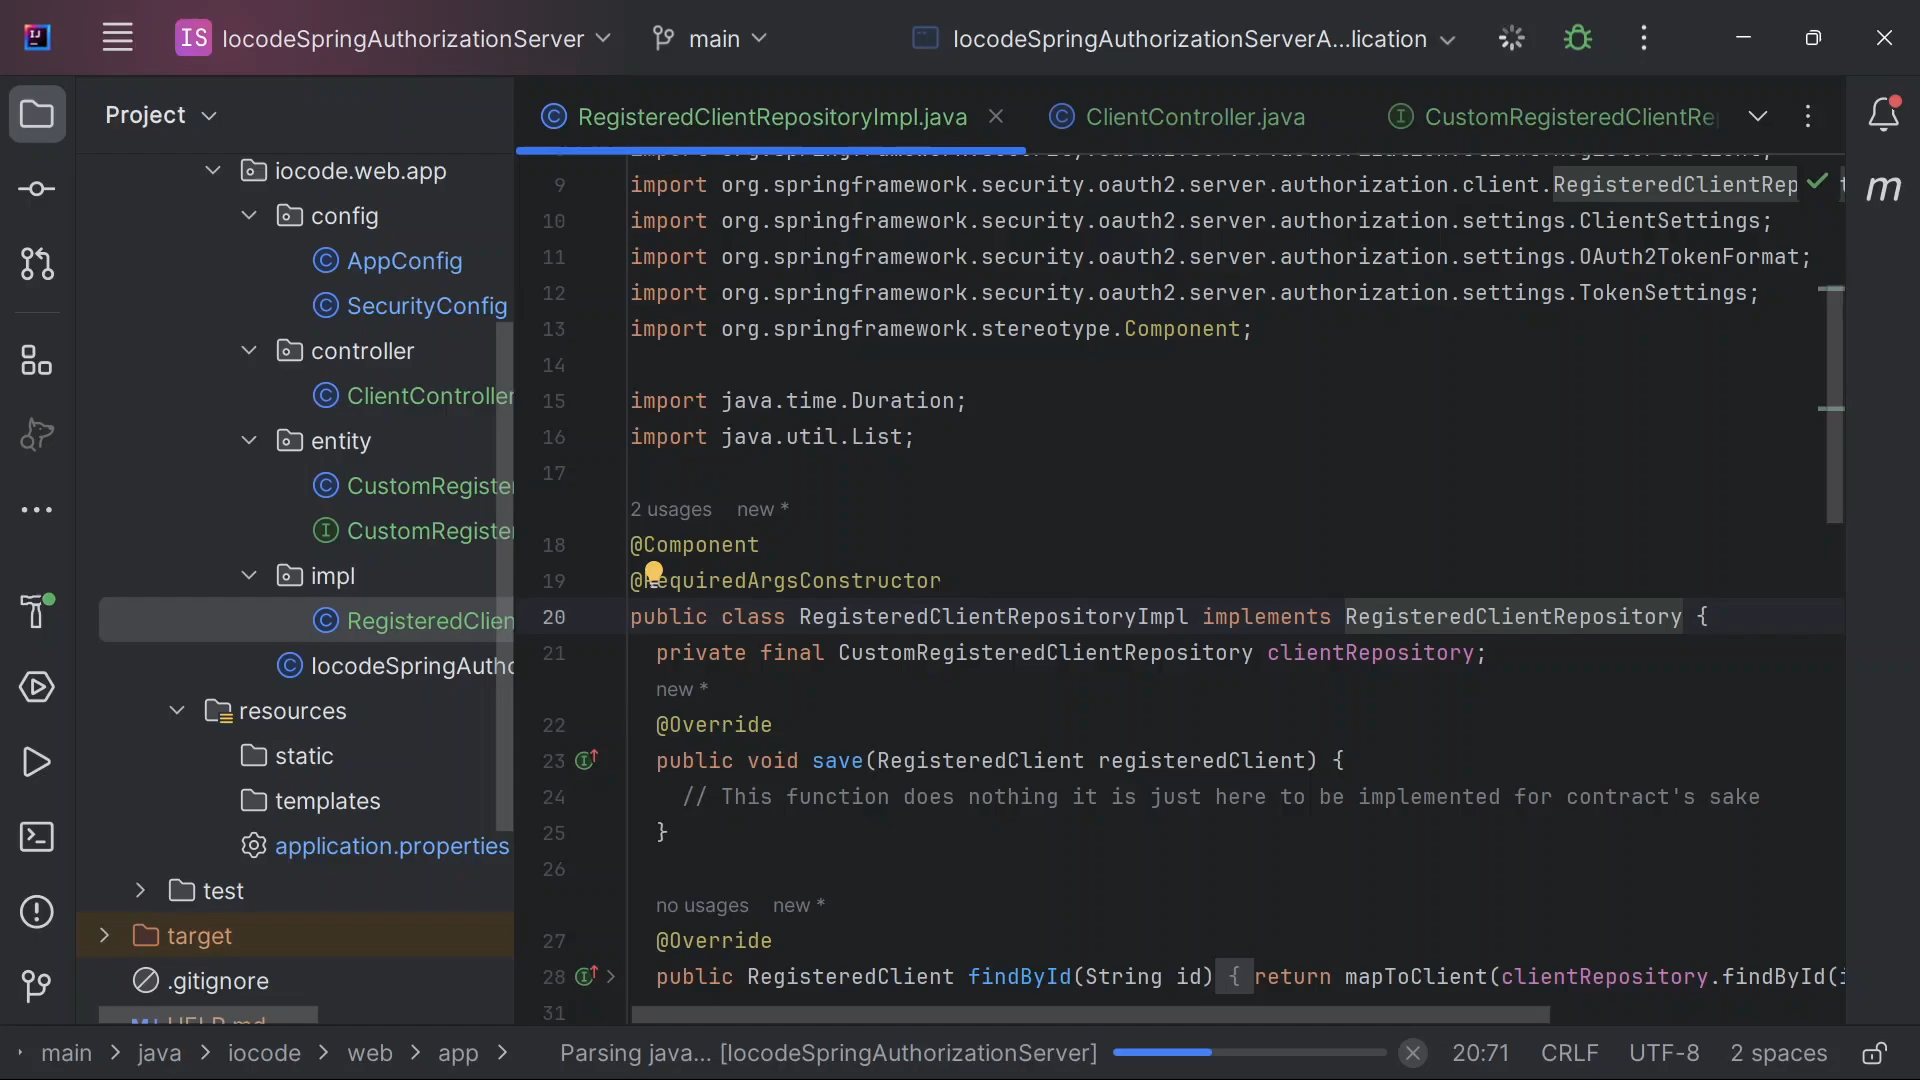 IS IocodeSpringAuthorizationServer main IocodeSpringAuthorizationServerA...lication
Project
iocode.web.app
config
AppConfig
SecurityConfig
controller
ClientController
entity
CustomRegiste
CustomRegiste
impl
RegisteredClien
IocodeSpringAutho
resources
static
templates
application.properties
test
target
.gitignore
RegisteredClientRepositoryImpl.java ClientController.java CustomRegisteredClientRe
9 import org.springframework.security.oauth2.server.authorization.client.RegisteredClientRep
10 import org.springframework.security.oauth2.server.authorization.settings.ClientSettings;
11 import org.springframework.security.oauth2.server.authorization.settings.OAuth2TokenFormat;
12 import org.springframework.security.oauth2.server.authorization.settings.TokenSettings;
13 import org.springframework.stereotype.Component;
14
15 import java.time.Duration;
16 import java.util.List;
17
2 usages new *
18 @Component
19 @RequiredArgsConstructor
20 public class RegisteredClientRepositoryImpl implements RegisteredClientRepository {
21 private final CustomRegisteredClientRepository clientRepository;
new *
22 @Override
23 public void save(RegisteredClient registeredClient) {
24 // This function does nothing it is just here to be implemented for contract's sake
25 }
26
no usages new *
27 @Override
28 public RegisteredClient findById(String id) { return mapToClient(clientRepository.findById(i
31
m
main > java > iocode > web > app > Parsing java... [IocodeSpringAuthorizationServer] 20:71 CRLF UTF-8 2 spaces